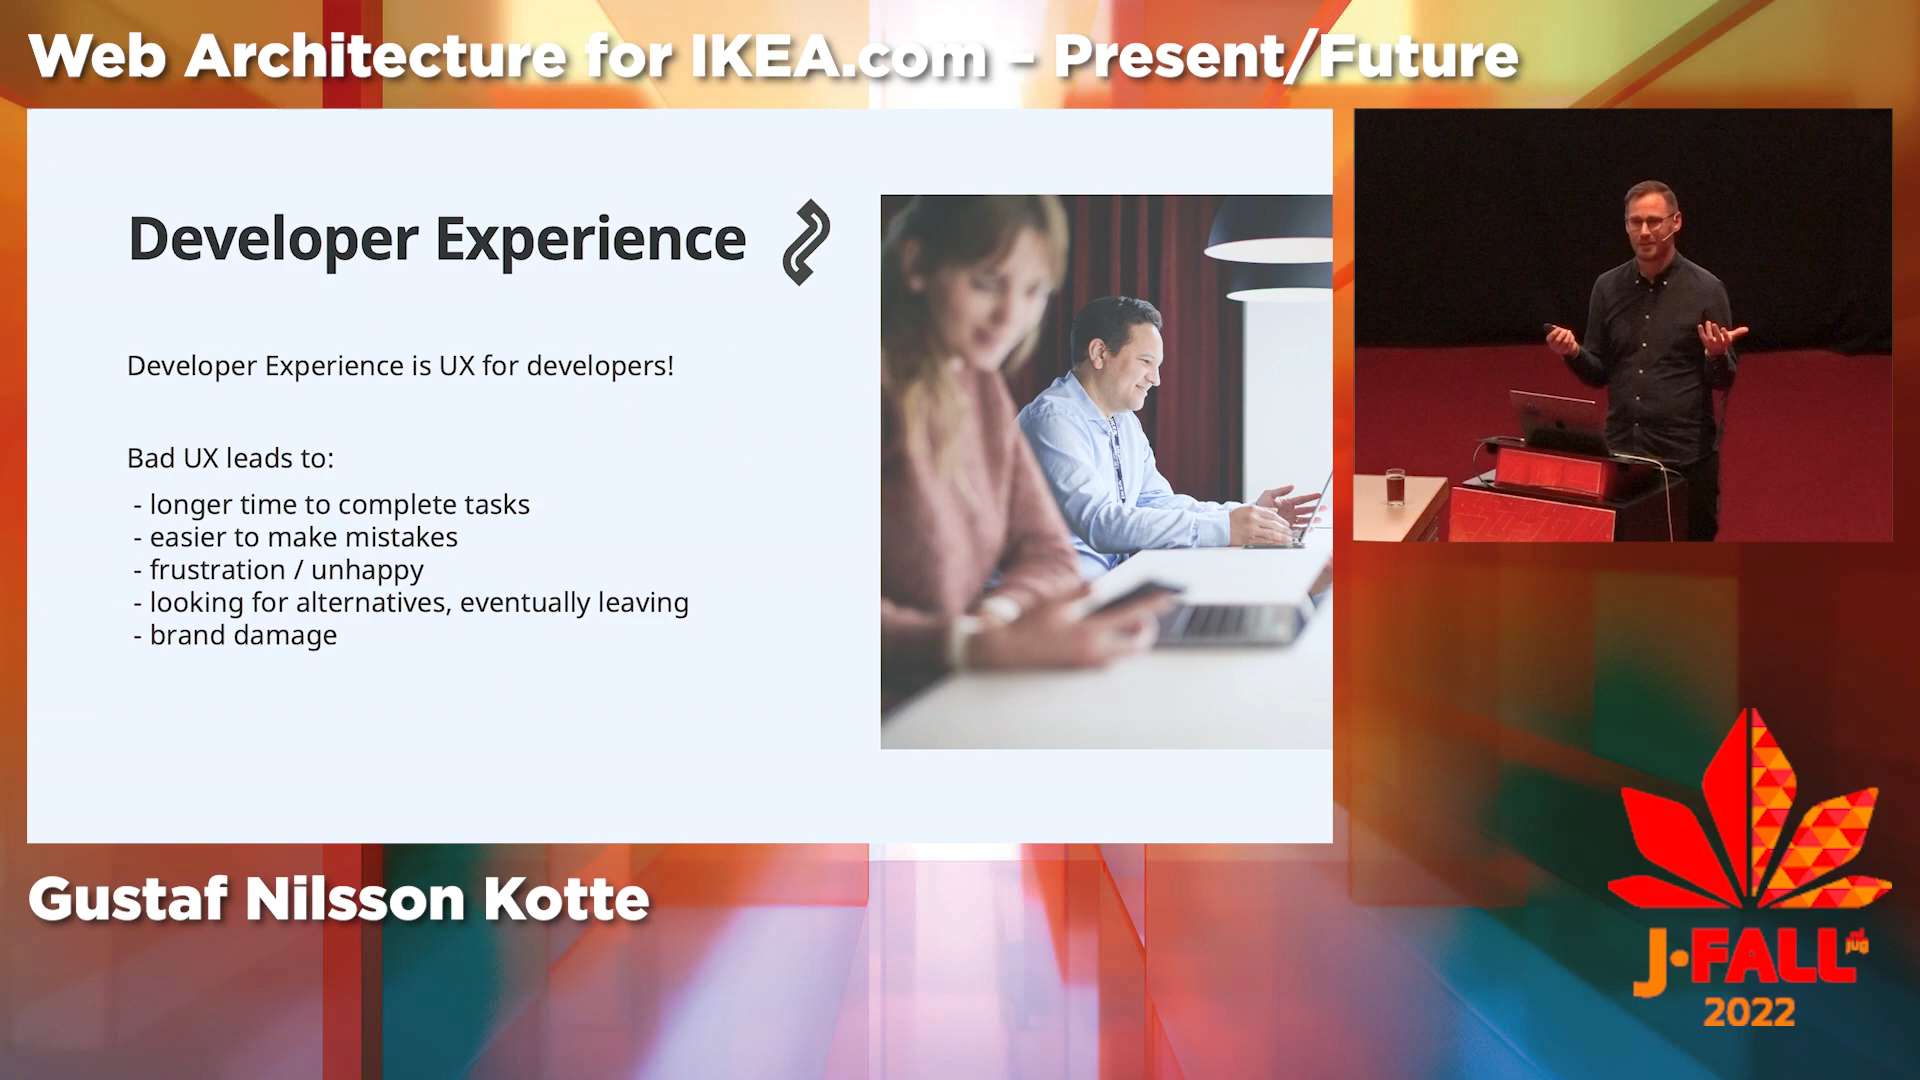 Web Architecture for IKEA.com – Present/Future
Developer Experience
Developer Experience is UX for developers!
Bad UX leads to:
- longer time to complete tasks
- easier to make mistakes
- frustration / unhappy
- looking for alternatives, eventually leaving
- brand damage
Gustaf Nilsson Kotte
J•FALL
nl
jug
2022